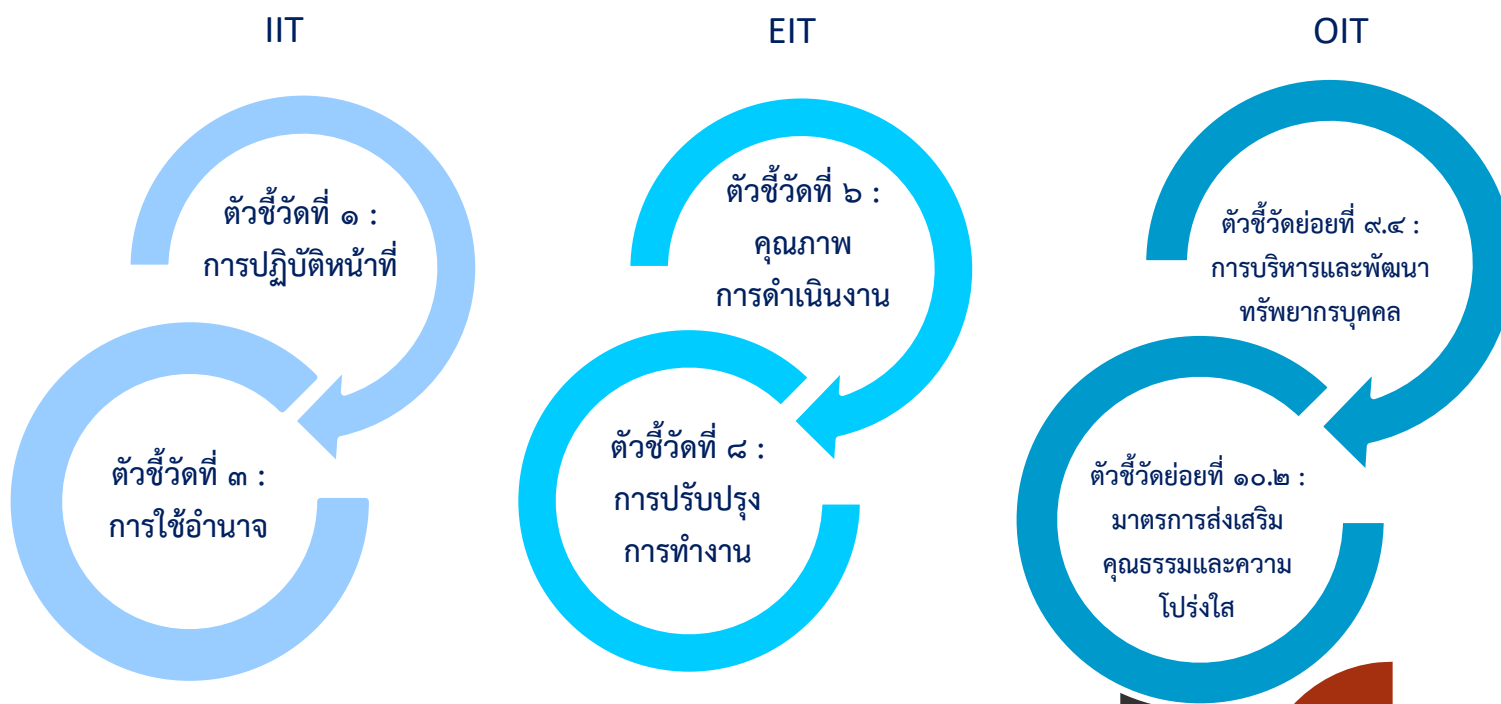 IIT
ตัวชี้วัดที่ ๑ :
การปฏิบัติหน้าที่
ตัวชี้วัดที่ ๓ :
การใช้อำนาจ
EIT
ตัวชี้วัดที่ ๖ :
คุณภาพ
การดำเนินงาน
ตัวชี้วัดที่ ๘ :
การปรับปรุง
การทำงาน
OIT
ตัวชี้วัดย่อยที่ ๙.๔ :
การบริหารและพัฒนา
ทรัพยากรบุคคล
ตัวชี้วัดย่อยที่ ๑๐.๒ :
มาตรการส่งเสริม
คุณธรรมและความ
โปร่งใส